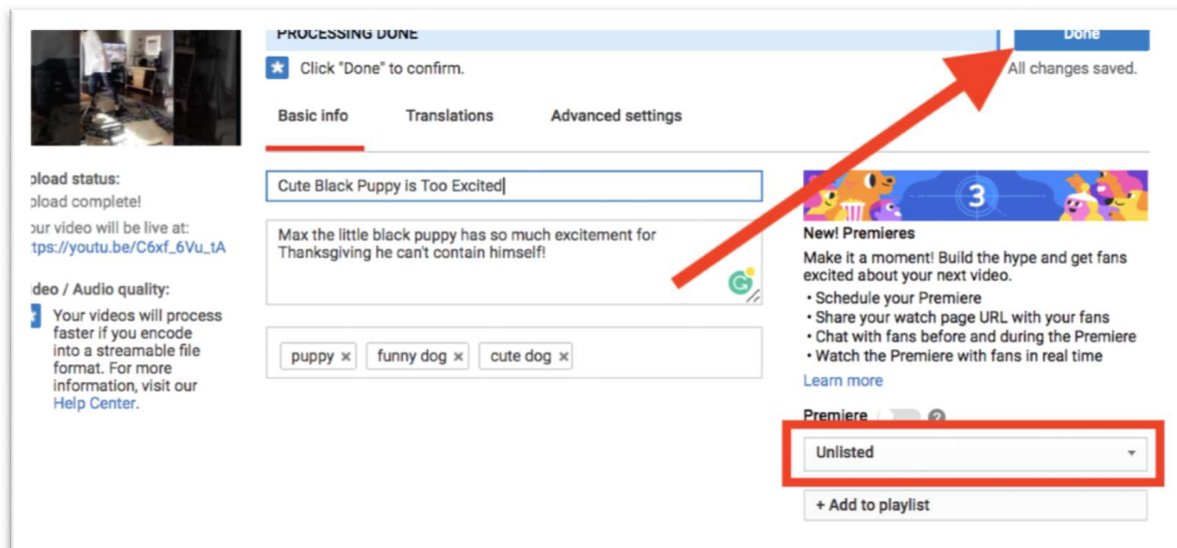 PROCESSING DONE
Done
Click "Done" to confirm.
All changes saved.
Basic info
Translations
Advanced settings
pload status:
pload complete!
our video will be live at:
ttps://youtu.be/C6xf_6Vu_tA
deo / Audio quality:
Your videos will process
faster if you encode
into a streamable file
format. For more
information, visit our
Help Center.
Cute Black Puppy is Too Excited
Max the little black puppy has so much excitement for
Thanksgiving he can't contain himself!
puppy × funny dog × cute dog ×
3
New! Premieres
Make it a moment! Build the hype and get fans
excited about your next video.
• Schedule your Premiere
• Share your watch page URL with your fans
• Chat with fans before and during the Premiere
• Watch the Premiere with fans in real time
Learn more
Premiere ?
Unlisted
+ Add to playlist